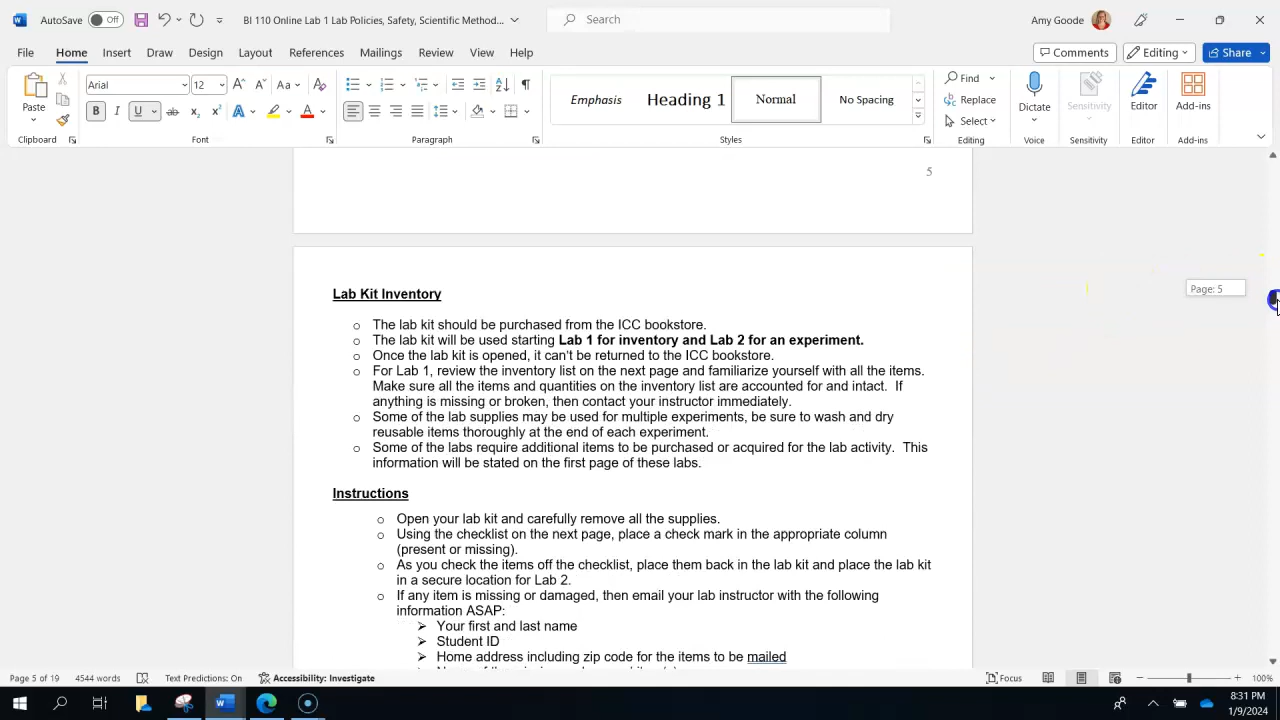 AutoSave Off BI 110 Online Lab 1 Lab Policies, Safety, Scientific Method... Search Amy Goode
File Home Insert Draw Design Layout References Mailings Review View Help Comments Editing Share
Paste Arial 12 Aa Emphasis Heading 1 Normal No Spacing Find Replace Select Dictate Sensitivity Editor Add-ins
Clipboard Font Paragraph Styles Editing Voice Sensitivity Editor Add-ins
5
Page: 5
Lab Kit Inventory
o The lab kit should be purchased from the ICC bookstore.
o The lab kit will be used starting Lab 1 for inventory and Lab 2 for an experiment.
o Once the lab kit is opened, it can't be returned to the ICC bookstore.
o For Lab 1, review the inventory list on the next page and familiarize yourself with all the items.
Make sure all the items and quantities on the inventory list are accounted for and intact. If
anything is missing or broken, then contact your instructor immediately.
o Some of the lab supplies may be used for multiple experiments, be sure to wash and dry
reusable items thoroughly at the end of each experiment.
o Some of the labs require additional items to be purchased or acquired for the lab activity. This
information will be stated on the first page of these labs.
Instructions
o Open your lab kit and carefully remove all the supplies.
o Using the checklist on the next page, place a check mark in the appropriate column
(present or missing).
o As you check the items off the checklist, place them back in the lab kit and place the lab kit
in a secure location for Lab 2.
o If any item is missing or damaged, then email your lab instructor with the following
information ASAP:
➢ Your first and last name
➢ Student ID
➢ Home address including zip code for the items to be mailed
Page 5 of 19 4544 words Text Predictions: On Accessibility: Investigate Focus 100%
8:31 PM
1/9/2024